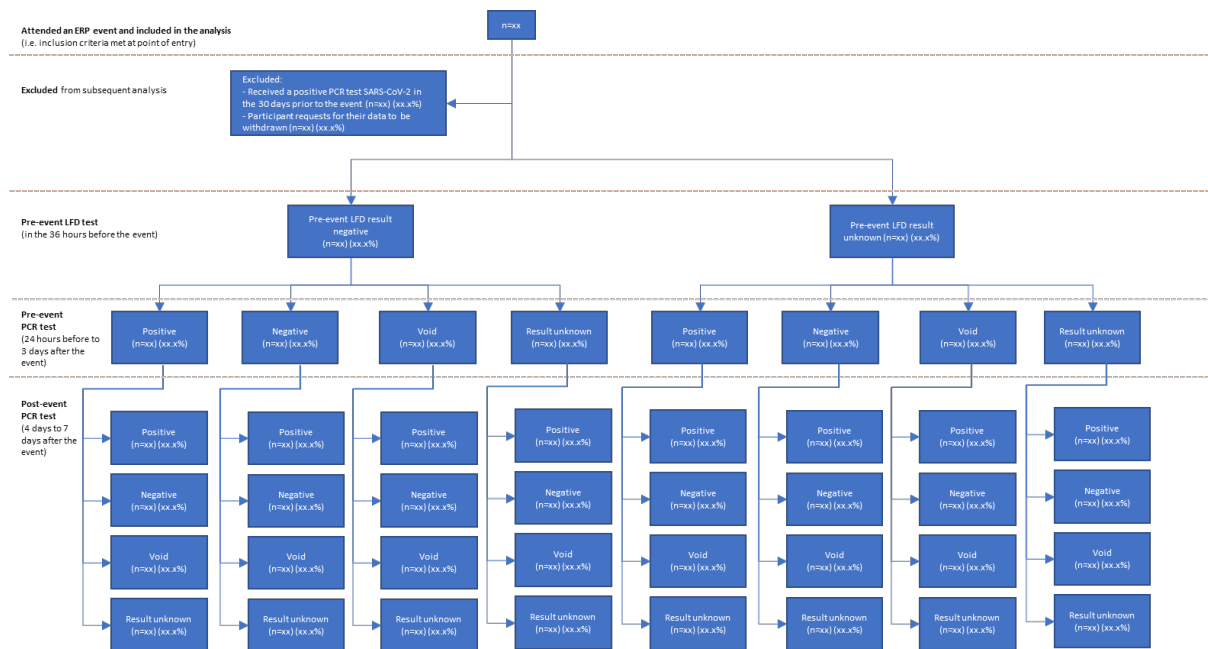 Attended an ERP event and included in the analysis
(i.e. inclusion criteria met at point of entry)
n=xx
Excluded from subsequent analysis
Excluded:
- Received a positive PCR test SARS-CoV-2 in
the 30 days prior to the event (n=xx) (xx.x%)
- Participant requests for their data to be
withdrawn (n=xx) (xx.x%)
Pre-event LFD test
(in the 36 hours before the event)
Pre-event LFD result
negative
(n=xx) (xx.x%)
Pre-event LFD result
unknown (n=xx) (xx.x%)
Pre-event
PCR test
(24 hours before to
3 days after the
event)
Positive
(n=xx) (xx.x%)
Negative
(n=xx) (xx.x%)
Void
(n=xx) (xx.x%)
Result unknown
(n=xx) (xx.x%)
Positive
(n=xx) (xx.x%)
Negative
(n=xx) (xx.x%)
Void
(n=xx) (xx.x%)
Result unknown
(n=xx) (xx.x%)
Post-event
PCR test
(4 days to 7
days after the
event)
Positive
(n=xx) (xx.x%)
Positive
(n=xx) (xx.x%)
Positive
(n=xx) (xx.x%)
Positive
(n=xx) (xx.x%)
Positive
(n=xx) (xx.x%)
Positive
(n=xx) (xx.x%)
Positive
(n=xx) (xx.x%)
Positive
(n=xx) (xx.x%)
Negative
(n=xx) (xx.x%)
Negative
(n=xx) (xx.x%)
Negative
(n=xx) (xx.x%)
Negative
(n=xx) (xx.x%)
Negative
(n=xx) (xx.x%)
Negative
(n=xx) (xx.x%)
Negative
(n=xx) (xx.x%)
Negative
(n=xx) (xx.x%)
Void
(n=xx) (xx.x%)
Void
(n=xx) (xx.x%)
Void
(n=xx) (xx.x%)
Void
(n=xx) (xx.x%)
Void
(n=xx) (xx.x%)
Void
(n=xx) (xx.x%)
Void
(n=xx) (xx.x%)
Void
(n=xx) (xx.x%)
Result unknown
(n=xx) (xx.x%)
Result unknown
(n=xx) (xx.x%)
Result unknown
(n=xx) (xx.x%)
Result unknown
(n=xx) (xx.x%)
Result unknown
(n=xx) (xx.x%)
Result unknown
(n=xx) (xx.x%)
Result unknown
(n=xx) (xx.x%)
Result unknown
(n=xx) (xx.x%)